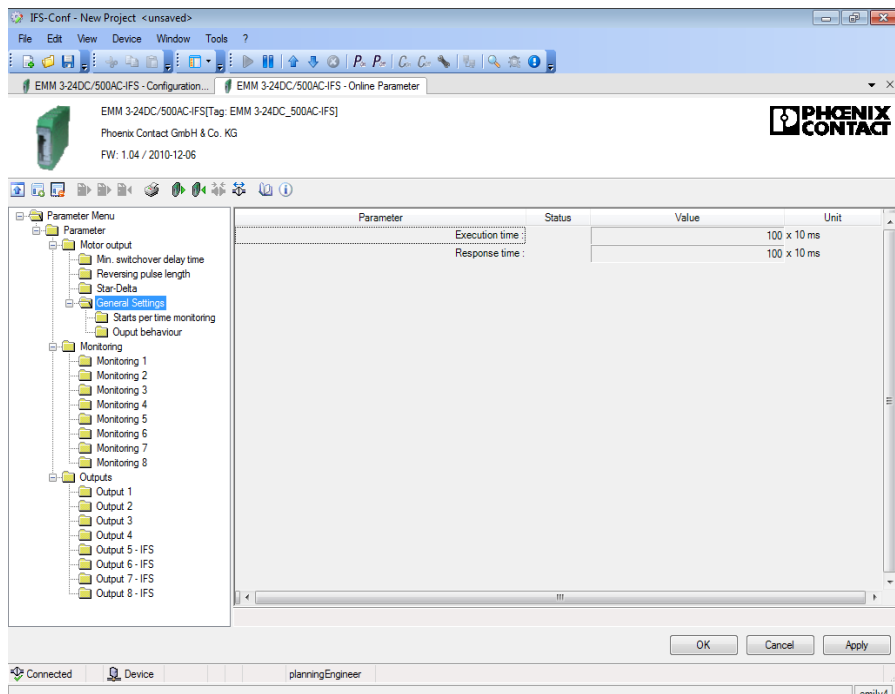 IFS-Conf - New Project <unsaved>
File Edit View Device Window Tools ?
EMM 3-24DC/500AC-IFS - Configuration... EMM 3-24DC/500AC-IFS - Online Parameter
EMM 3-24DC/500AC-IFS[Tag: EMM 3-24DC_500AC-IFS]
Phoenix Contact GmbH & Co. KG
FW: 1.04 / 2010-12-06
PHŒNIX
CONTACT
Parameter Menu
Parameter
Motor output
Min. switchover delay time
Reversing pulse length
Star-Delta
General Settings
Starts per time monitoring
Ouput behaviour
Monitoring
Monitoring 1
Monitoring 2
Monitoring 3
Monitoring 4
Monitoring 5
Monitoring 6
Monitoring 7
Monitoring 8
Outputs
Output 1
Output 2
Output 3
Output 4
Output 5 - IFS
Output 6 - IFS
Output 7 - IFS
Output 8 - IFS
Parameter Status Value Unit
Execution time : 100 x 10 ms
Response time : 100 x 10 ms
OK Cancel Apply
Connected Device planningEngineer